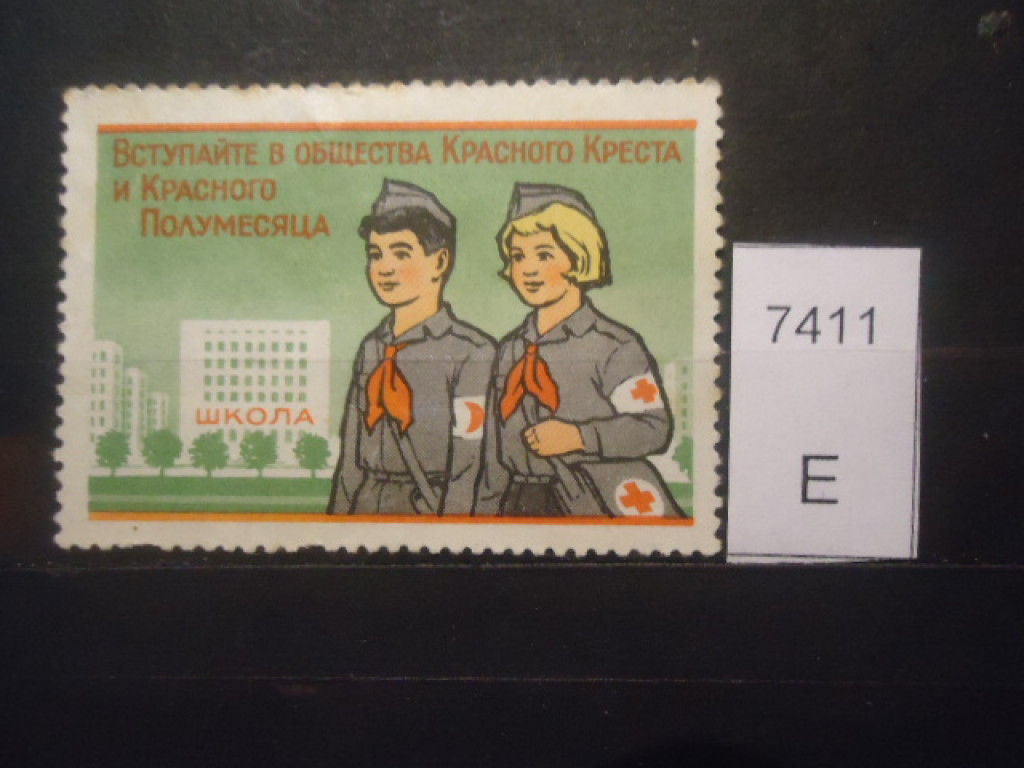 Вступайте в общества Красного Креста
и Красного
Полумесяца
ШКОЛА
7411
E